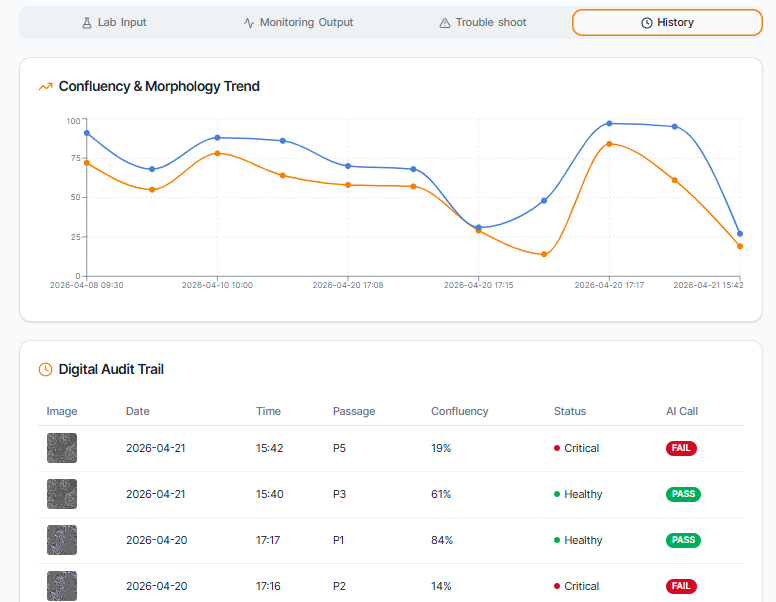 Lab Input Monitoring Output Trouble shoot History
Confluency & Morphology Trend
100
75
50
25
0
2026-04-08 09:30 2026-04-10 10:00 2026-04-20 17:08 2026-04-20 17:15 2026-04-20 17:17 2026-04-21 15:42
Digital Audit Trail
Image Date Time Passage Confluency Status AI Call
2026-04-21 15:42 P5 19% Critical FAIL
2026-04-21 15:40 P3 61% Healthy PASS
2026-04-20 17:17 P1 84% Healthy PASS
2026-04-20 17:16 P2 14% Critical FAIL